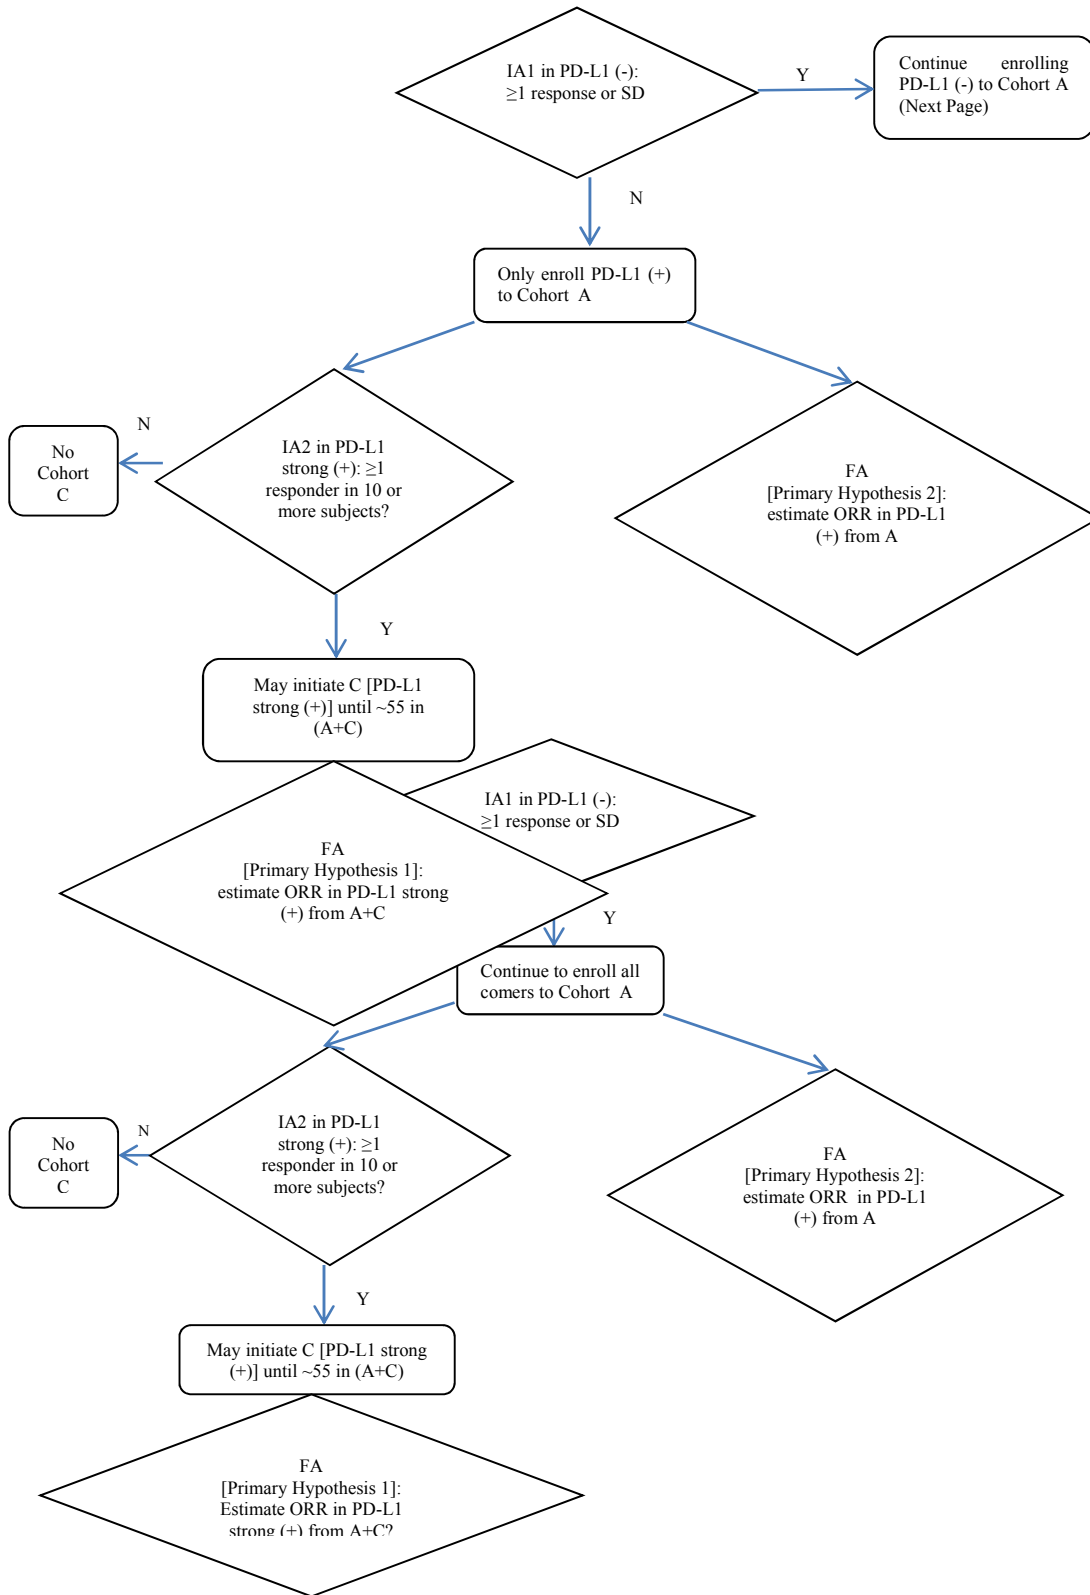 IA1 in PD-L1 (-):
≥1 response or SD
Y
Continue enrolling
PD-L1 (-) to Cohort A
(Next Page)
N
Only enroll PD-L1 (+)
to Cohort A
N
No
Cohort
C
IA2 in PD-L1
strong (+): ≥1
responder in 10 or
more subjects?
FA
[Primary Hypothesis 2]:
estimate ORR in PD-L1
(+) from A
Y
May initiate C [PD-L1
strong (+)] until ~55 in
(A+C)
IA1 in PD-L1 (-):
≥1 response or SD
FA
[Primary Hypothesis 1]:
estimate ORR in PD-L1 strong
(+) from A+C
Y
Continue to enroll all
comers to Cohort A
N
No
Cohort
C
IA2 in PD-L1
strong (+): ≥1
responder in 10 or
more subjects?
FA
[Primary Hypothesis 2]:
estimate ORR in PD-L1
(+) from A
Y
May initiate C [PD-L1 strong
(+)] until ~55 in (A+C)
FA
[Primary Hypothesis 1]:
Estimate ORR in PD-L1
strong (+) from A+C?